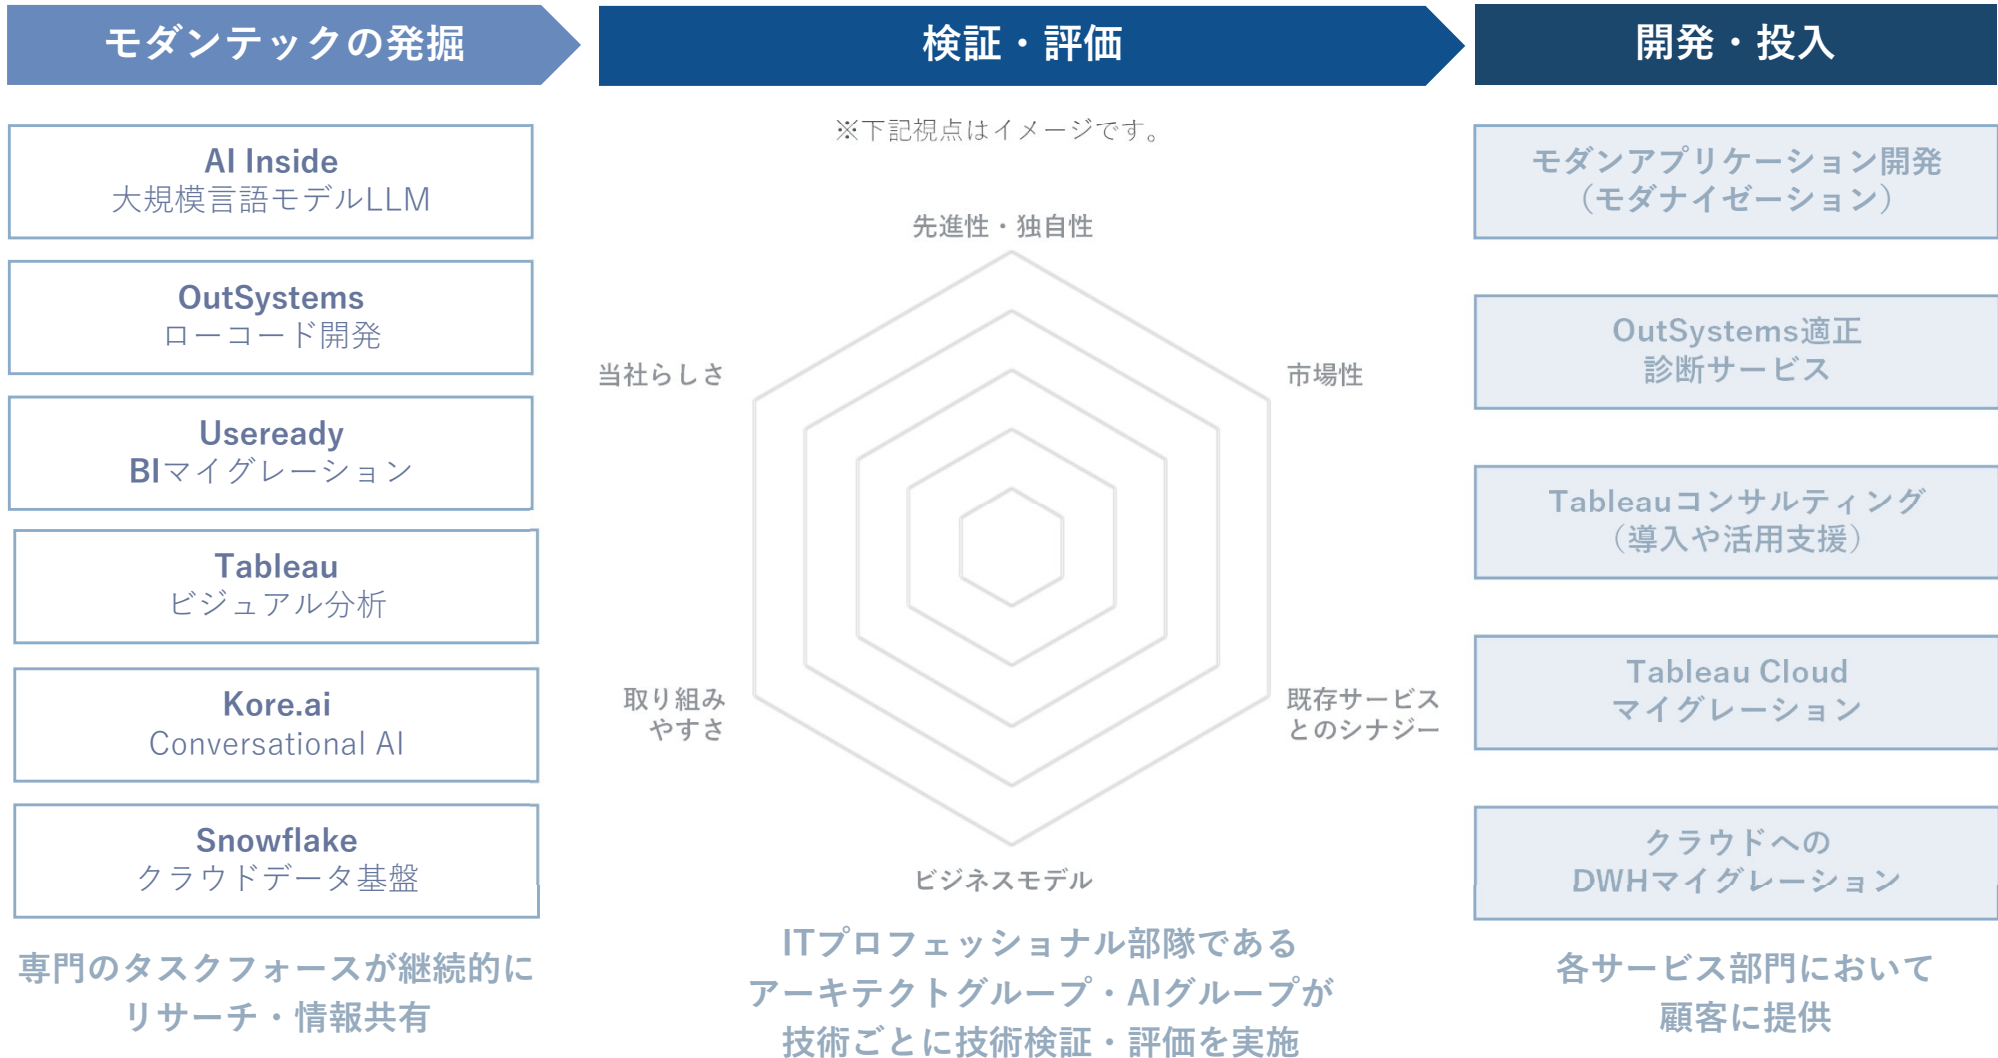 モダンテックの発掘
AI Inside
大規模言語モデルLLM
OutSystems
ローコード開発
Useready
BIマイグレーション
Tableau
ビジュアル分析
Kore.ai
Conversational AI
Snowflake
クラウドデータ基盤
専門のタスクフォースが継続的に
リサーチ・情報共有
検証・評価
※下記視点はイメージです。
先進性・独自性
当社らしさ
市場性
取り組み
やすさ
既存サービス
とのシナジー
ビジネスモデル
ITプロフェッショナル部隊である
アーキテクトグループ・AIグループが
技術ごとに技術検証・評価を実施
開発・投入
モダンアプリケーション開発
（モダナイゼーション）
OutSystems適正
診断サービス
Tableauコンサルティング
（導入や活用支援）
Tableau Cloud
マイグレーション
クラウドへの
DWHマイグレーション
各サービス部門において
顧客に提供